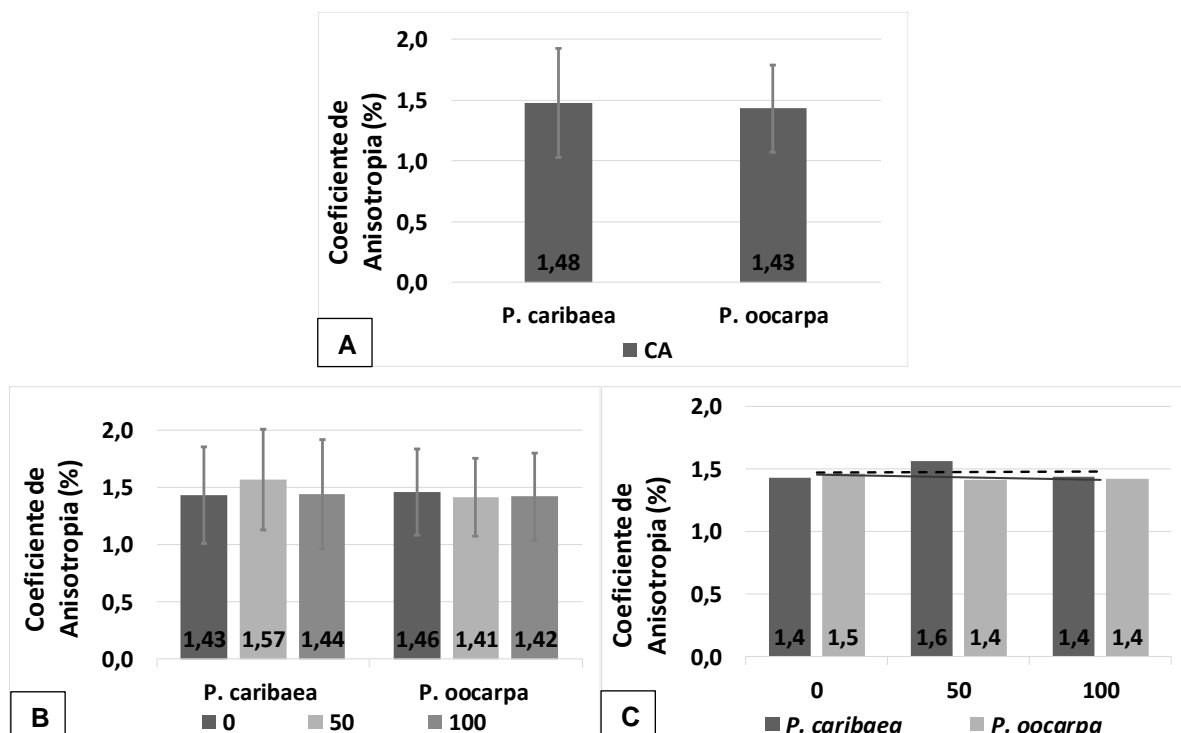 Coeficiente de
Anisotropia (%)
2,0
1,5
1,0
0,5
0,0
1,48
1,43
P. caribaea
P. oocarpa
CA
A
Coeficiente de
Anisotropia (%)
2,0
1,5
1,0
0,5
0,0
1,43
1,57
1,44
1,46
1,41
1,42
P. caribaea
P. oocarpa
0
50
100
B
Coeficiente de
Anisotropia (%)
2,0
1,5
1,0
0,5
0,0
1,4
1,5
1,6
1,4
1,4
1,4
0
50
100
P. caribaea
P. oocarpa
C